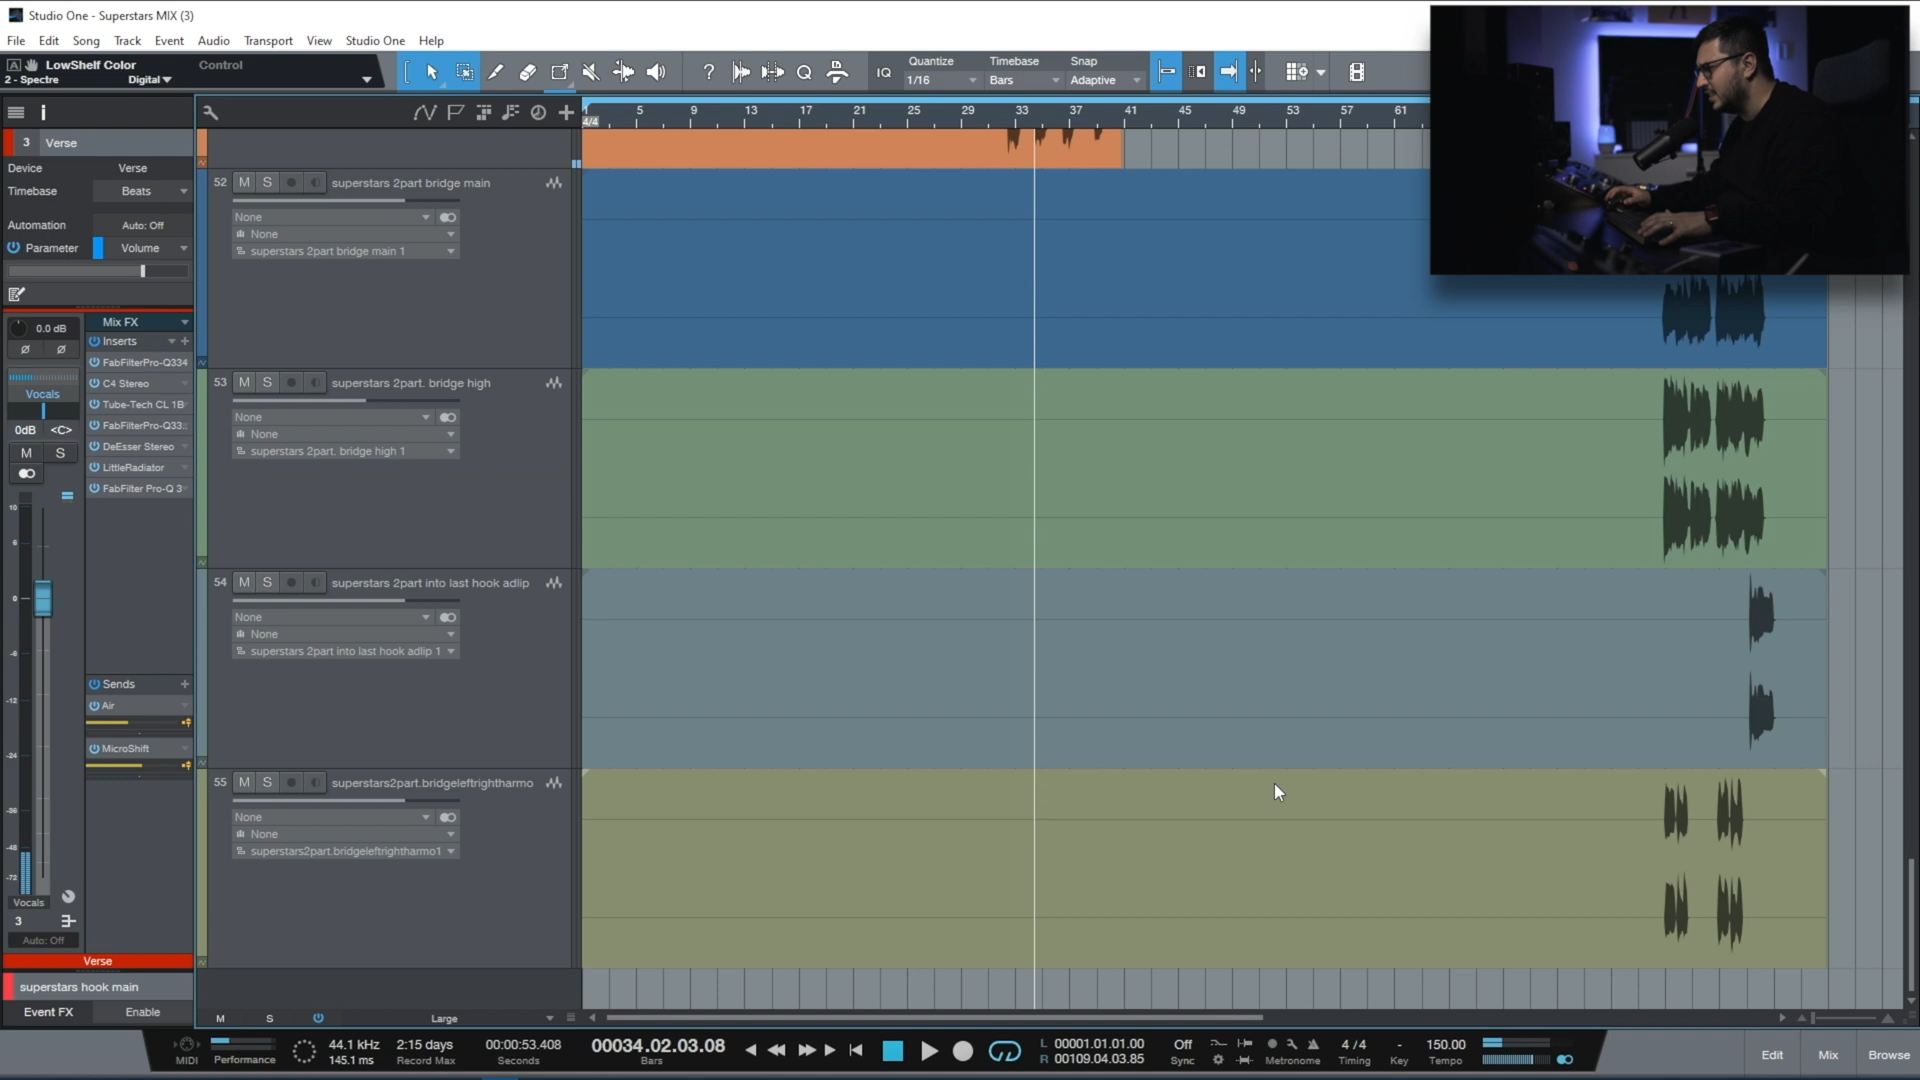 Studio One - Superstars MIX (3)
File Edit Song Track Event Audio Transport View Studio One Help
LowShelf Color Control
2 - Spectre Digital
Quantize Timebase Snap
IQ 1/16 Bars Adaptive
1 5 9 13 17 21 25 29 33 37 41 45 49 53 57 61
4/4
3 Verse
Device Verse
Timebase Beats
Automation Auto: Off
Parameter Volume
0.0 dB Mix FX
Inserts
FabFilterPro-Q334
C4 Stereo
Vocals
Tube-Tech CL 1B
0dB <C>
FabFilterPro-Q33
M S
DeEsser Stereo
LittleRadiator
FabFilter Pro-Q 3
10
6
0
-6
-12
-24
-36
-48
-72
Sends
Air
MicroShift
Vocals
3
Auto: Off
Verse
superstars hook main
Event FX Enable
52 M S superstars 2part bridge main
None
None
superstars 2part bridge main 1
53 M S superstars 2part. bridge high
None
None
superstars 2part. bridge high 1
54 M S superstars 2part into last hook adlip
None
None
superstars 2part into last hook adlip 1
55 M S superstars2part.bridgeleftrightharmo
None
None
superstars2part.bridgeleftrightharmo1
M S Large
MIDI
Performance
44.1 kHz
145.1 ms
2:15 days
Record Max
00:00:53.408
Seconds
00034.02.03.08
Bars
L 00001.01.01.00
R 00109.04.03.85
Off
Sync
Metronome
4 / 4
Timing
-
Key
150.00
Tempo
Edit Mix Browse